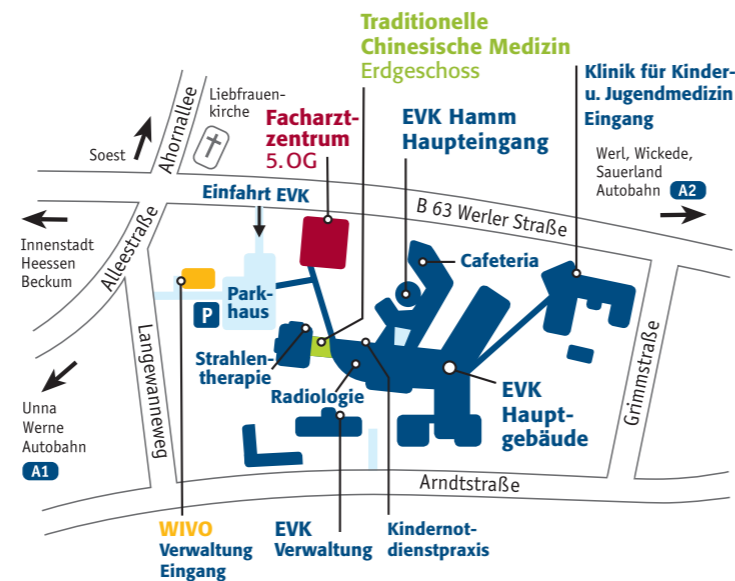 Traditionelle
Chinesische Medizin
Erdgeschoss
Klinik für Kinder-
u. Jugendmedizin
Eingang
Liebfrauen-
kirche
Ahornallee
Soest
Facharzt-
zentrum
5. OG
EVK Hamm
Haupteingang
Werl, Wickede,
Sauerland
Autobahn A2
Einfahrt EVK
B 63 Werler Straße
Innenstadt
Heessen
Beckum
Alleestraße
Cafeteria
Park-
haus
P
Langewanneweg
Strahlen-
therapie
Radiologie
Grimmstraße
EVK
Haupt-
gebäude
Unna
Werne
Autobahn
A1
Arndtstraße
WIVO
Verwaltung
Eingang
EVK
Verwaltung
Kindernot-
dienstpraxis